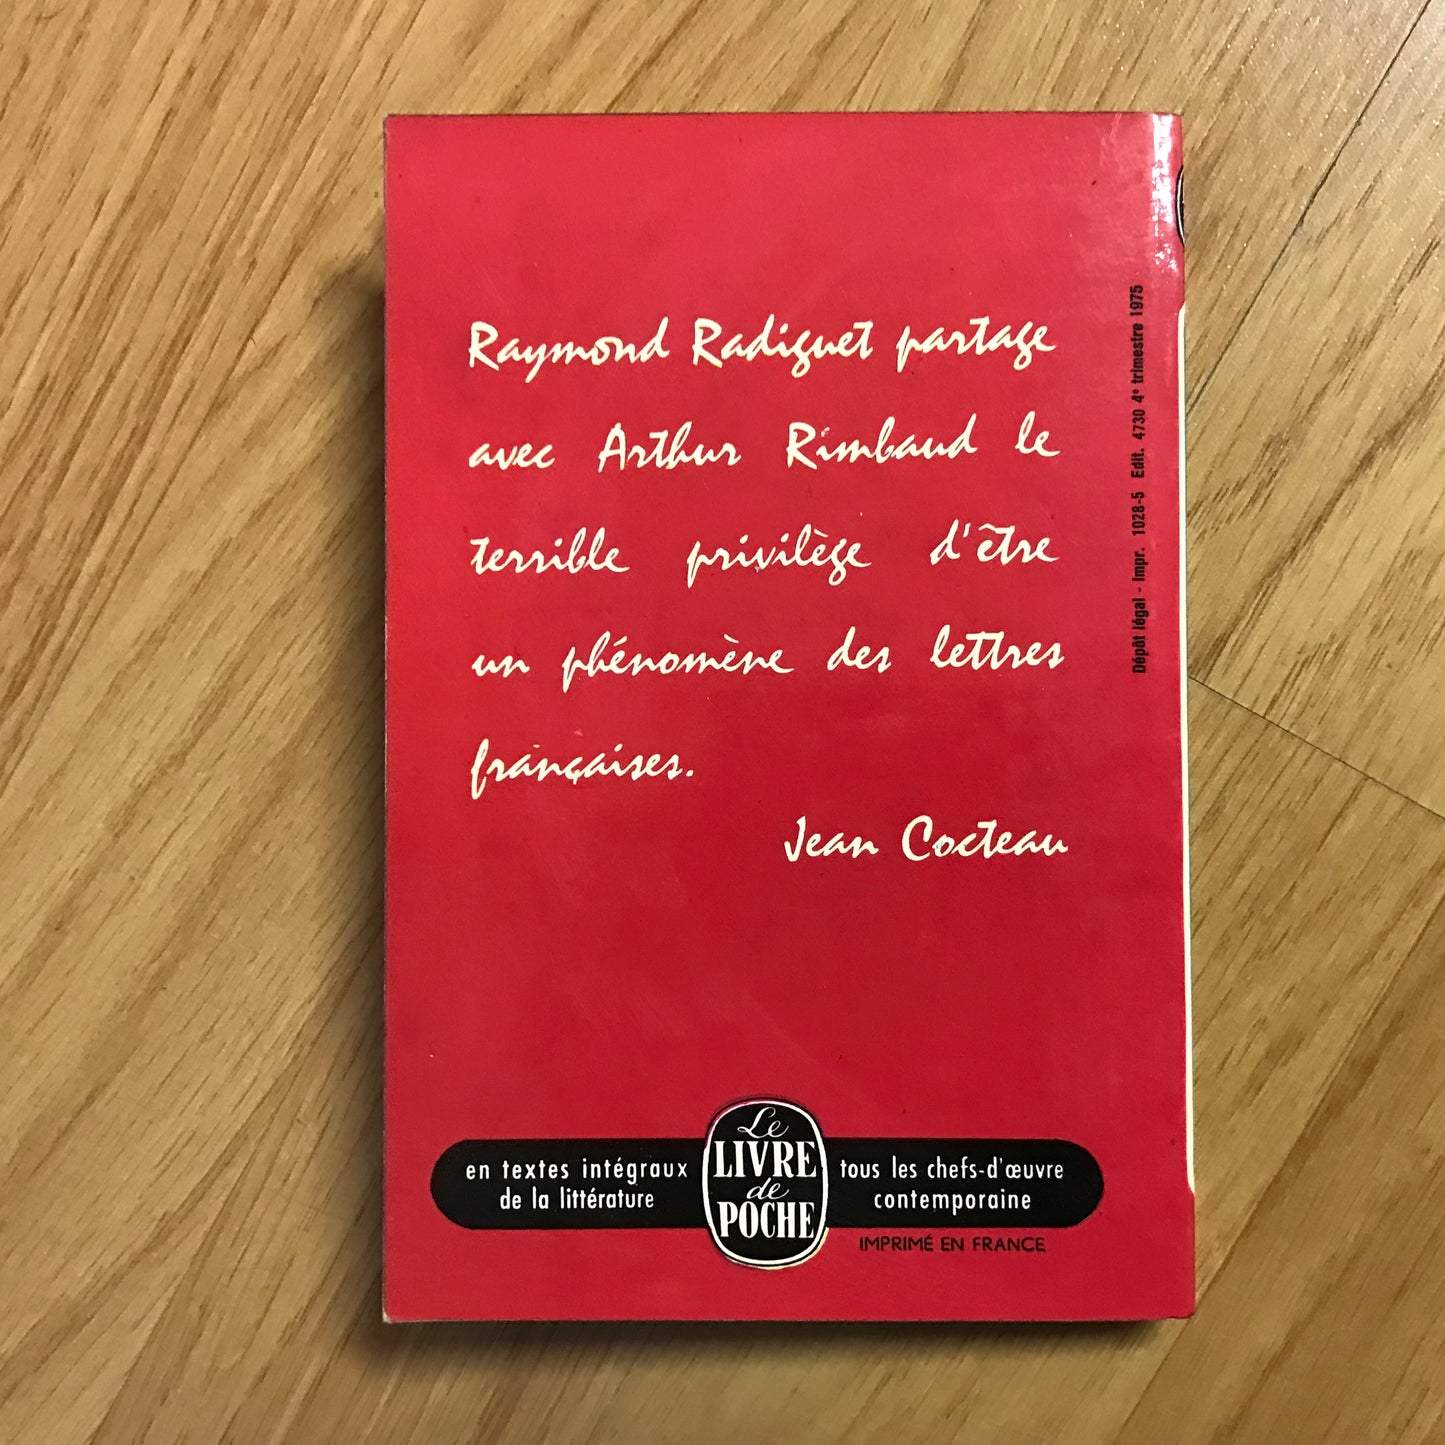 Raymond Radiguet partage
avec Arthur Rimbaud le
terrible privilège d'être
un phénomène des lettres
françaises.
Jean Cocteau
Dépôt légal - Impr. 1028-5 Edit. 4730 4e trimestre 1975
en textes intégraux
de la littérature
Le
LIVRE
de
POCHE
tous les chefs-d'œuvre
contemporaine
IMPRIMÉ EN FRANCE